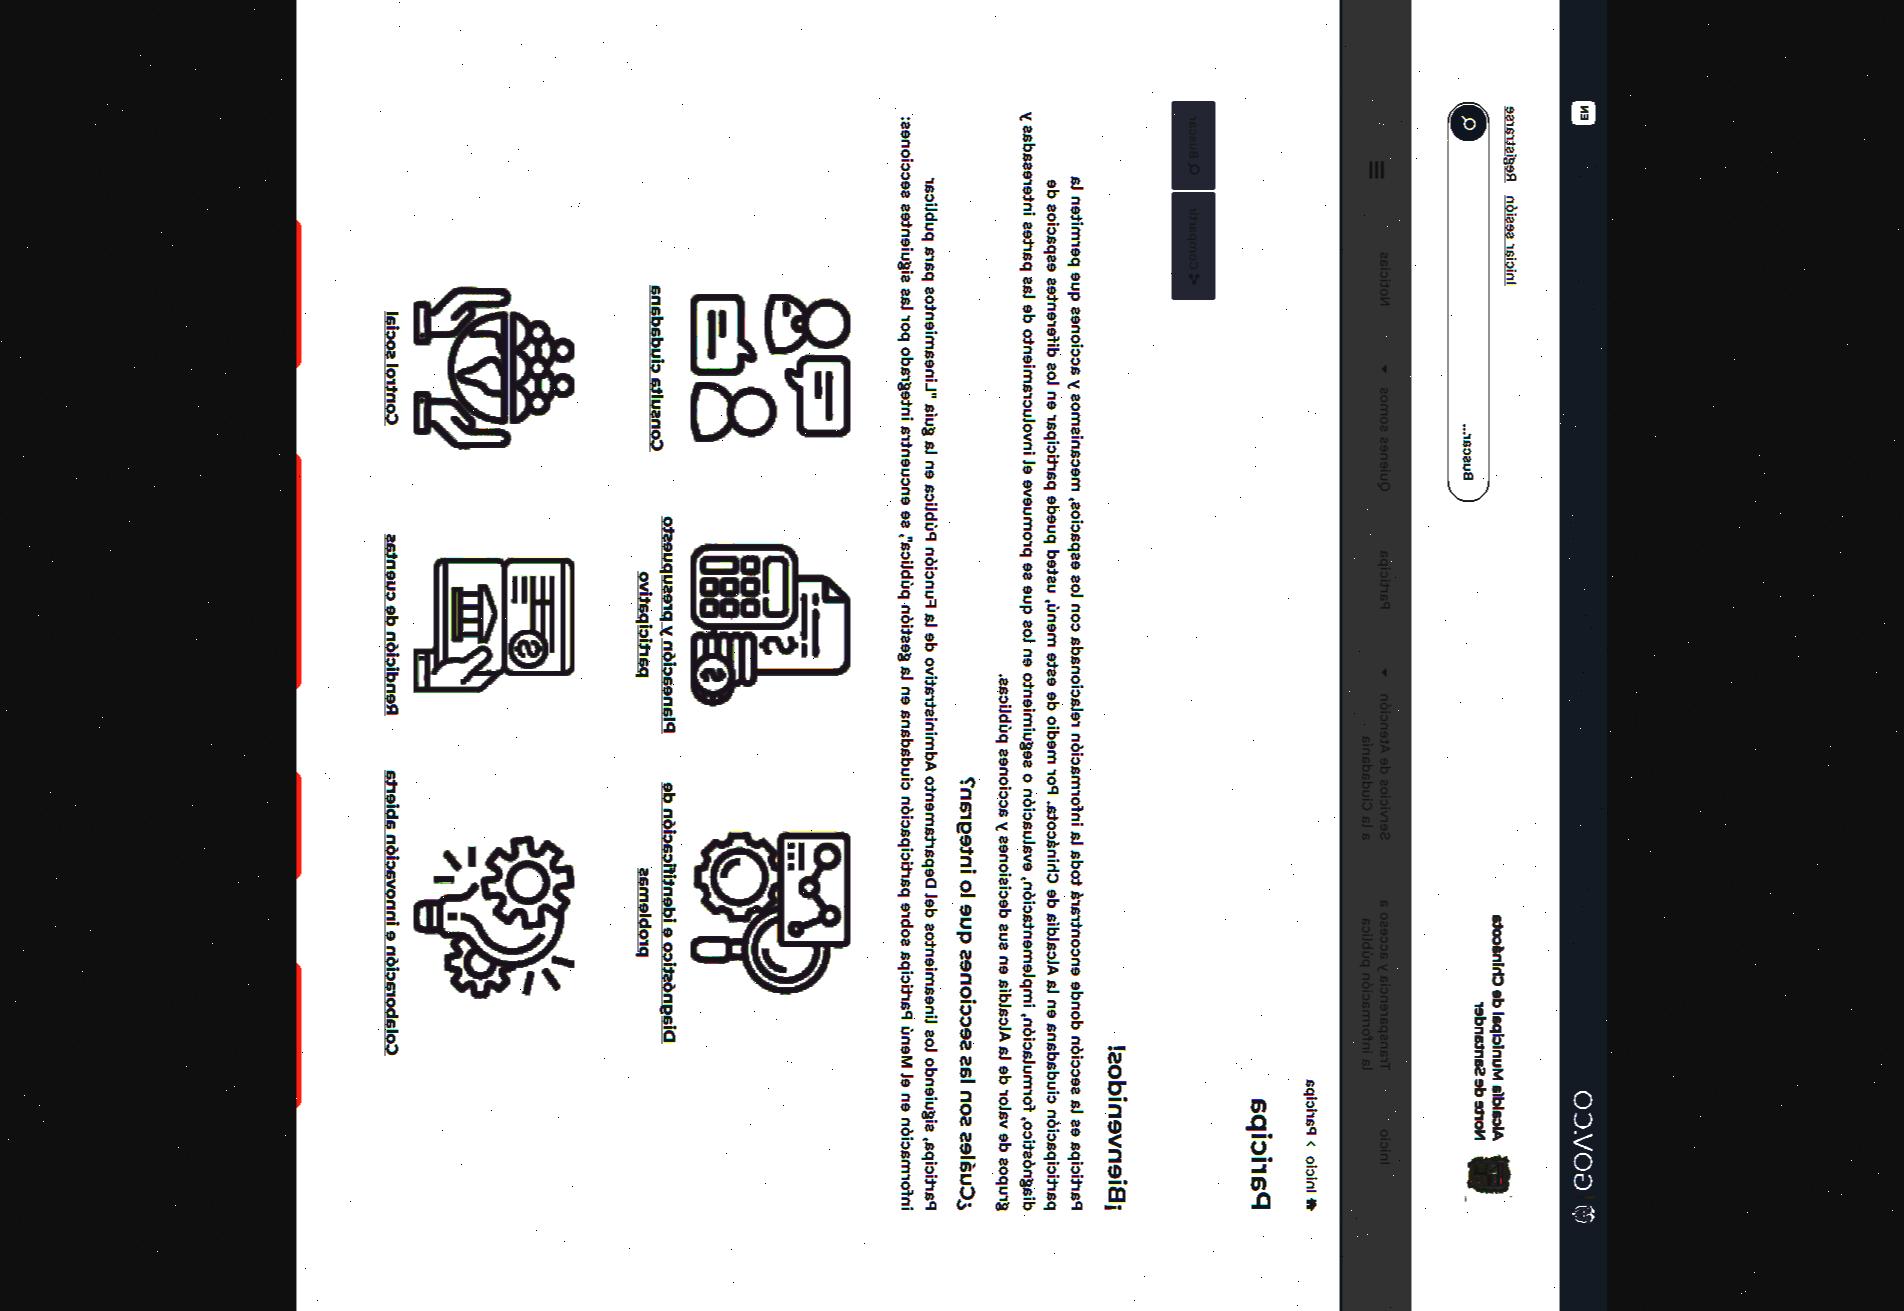 GOV.CO
EN
Alcaldía Municipal de Chinácota
Norte de Santander
Iniciar sesión
Registrarse
Buscar...
Inicio
Transparencia y acceso a
la información pública
Servicios de Atención
a la Ciudadanía
Participa
Quienes somos
Noticias
Inicio > Participa
Participa
Compartir
Buscar
¡Bienvenidos!
Participa es la sección donde encontrará toda la información relacionada con los espacios, mecanismos y acciones que permiten la
participación ciudadana en la Alcaldía de Chinácota. Por medio de este menú, usted puede participar en los diferentes espacios de
diagnóstico, formulación, implementación, evaluación o seguimiento en los que se promueve el involucramiento de las partes interesadas y
grupos de valor de la Alcaldía en sus decisiones y acciones públicas.
¿Cuáles son las secciones que lo integran?
Participa, siguiendo los lineamientos del Departamento Administrativo de la Función Pública en la guía "Lineamientos para publicar
información en el Menú Participa sobre participación ciudadana en la gestión pública", se encuentra integrado por las siguientes secciones:
Diagnóstico e identificación de
problemas
Planeación y presupuesto
participativo
Consulta ciudadana
Colaboración e innovación abierta
Rendición de cuentas
Control social